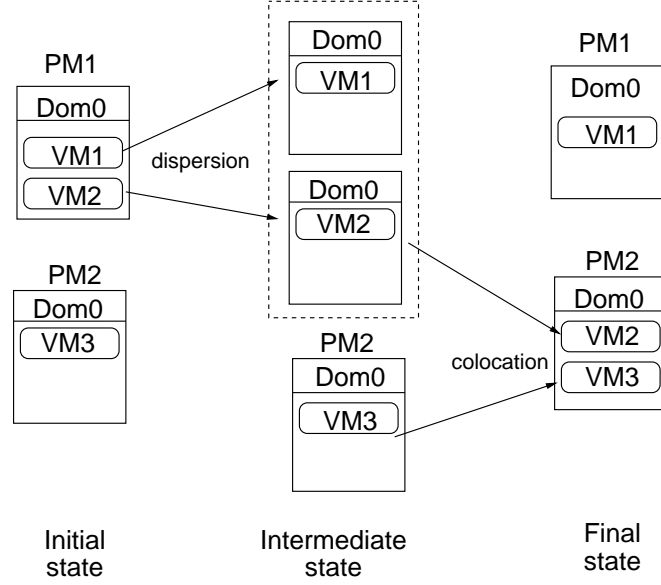 PM1
Dom0
VM1
VM2
PM2
Dom0
VM3
Initial
state
dispersion
Dom0
VM1
Dom0
VM2
PM2
Dom0
VM3
Intermediate
state
colocation
PM1
Dom0
VM1
PM2
Dom0
VM2
VM3
Final
state